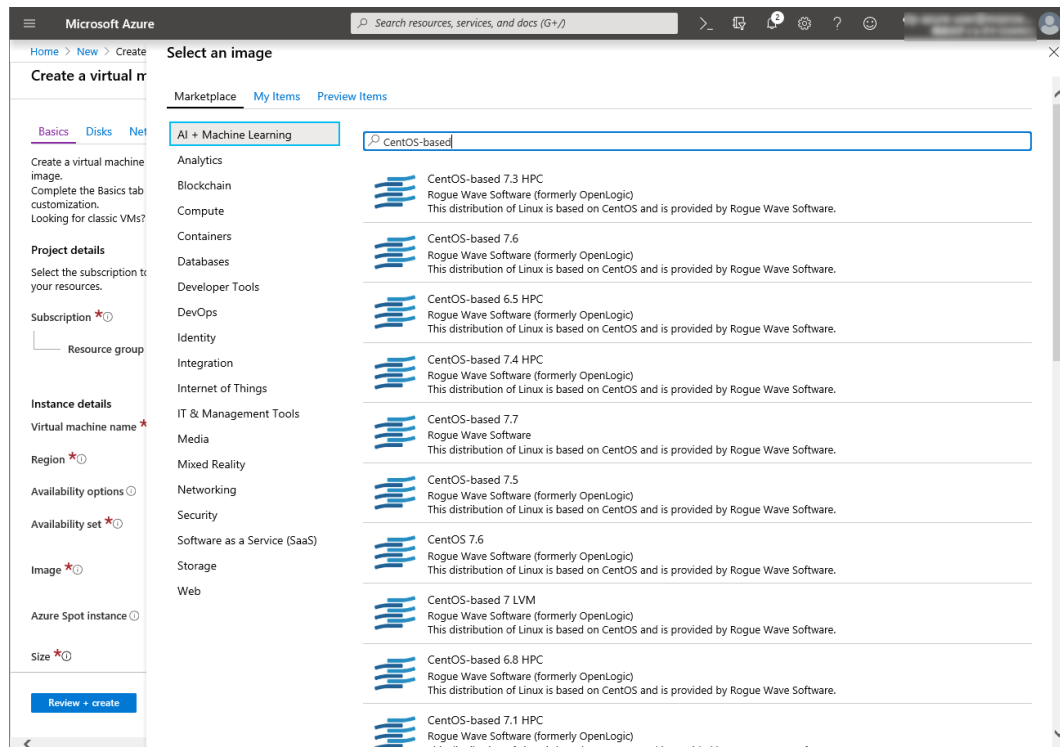 Microsoft Azure
Search resources, services, and docs (G+/)
2
Home > New > Create
Create a virtual m
Basics Disks Net
Create a virtual machine
image.
Complete the Basics tab
customization.
Looking for classic VMs?
Project details
Select the subscription to
your resources.
Subscription *
Resource group
Instance details
Virtual machine name *
Region *
Availability options
Availability set *
Image *
Azure Spot instance
Size *
Review + create
Select an image
Marketplace My Items Preview Items
AI + Machine Learning
Analytics
Blockchain
Compute
Containers
Databases
Developer Tools
DevOps
Identity
Integration
Internet of Things
IT & Management Tools
Media
Mixed Reality
Networking
Security
Software as a Service (SaaS)
Storage
Web
CentOS-based
CentOS-based 7.3 HPC
Rogue Wave Software (formerly OpenLogic)
This distribution of Linux is based on CentOS and is provided by Rogue Wave Software.
CentOS-based 7.6
Rogue Wave Software (formerly OpenLogic)
This distribution of Linux is based on CentOS and is provided by Rogue Wave Software.
CentOS-based 6.5 HPC
Rogue Wave Software (formerly OpenLogic)
This distribution of Linux is based on CentOS and is provided by Rogue Wave Software.
CentOS-based 7.4 HPC
Rogue Wave Software (formerly OpenLogic)
This distribution of Linux is based on CentOS and is provided by Rogue Wave Software.
CentOS-based 7.7
Rogue Wave Software
This distribution of Linux is based on CentOS and is provided by Rogue Wave Software.
CentOS-based 7.5
Rogue Wave Software (formerly OpenLogic)
This distribution of Linux is based on CentOS and is provided by Rogue Wave Software.
CentOS 7.6
Rogue Wave Software (formerly OpenLogic)
This distribution of Linux is based on CentOS and is provided by Rogue Wave Software.
CentOS-based 7 LVM
Rogue Wave Software (formerly OpenLogic)
This distribution of Linux is based on CentOS and is provided by Rogue Wave Software.
CentOS-based 6.8 HPC
Rogue Wave Software (formerly OpenLogic)
This distribution of Linux is based on CentOS and is provided by Rogue Wave Software.
CentOS-based 7.1 HPC
Rogue Wave Software (formerly OpenLogic)